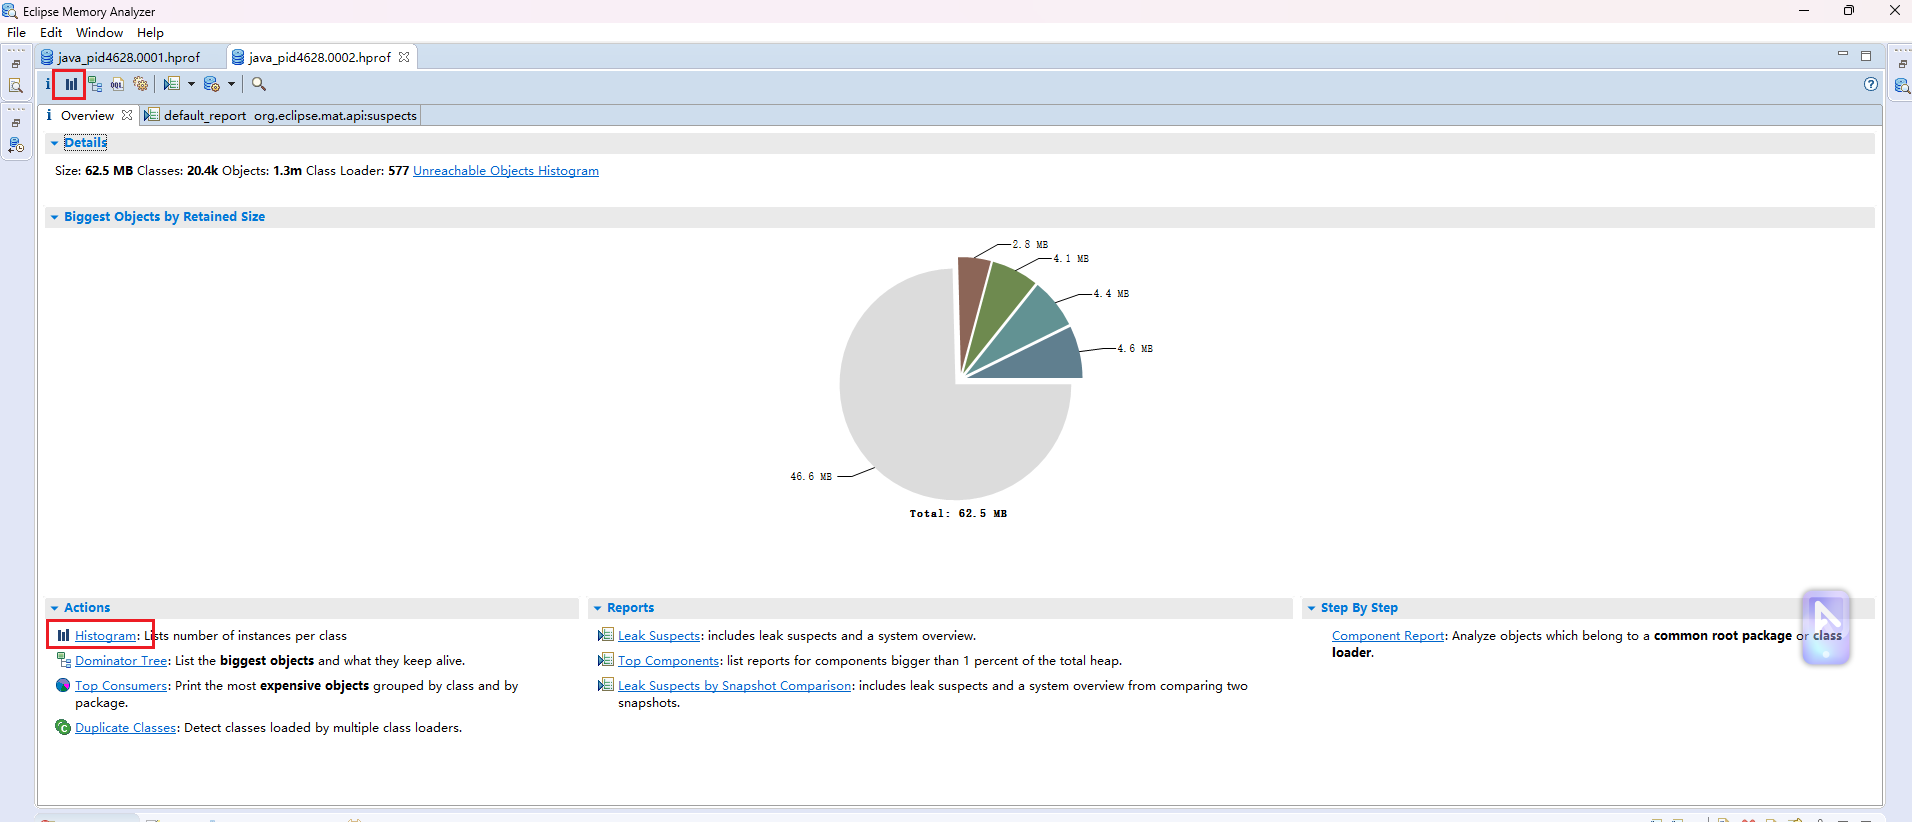 Eclipse Memory Analyzer
File Edit Window Help
java_pid4628.0001.hprof java_pid4628.0002.hprof
i OQL
i Overview default_report org.eclipse.mat.api:suspects
Details
Size: 62.5 MB Classes: 20.4k Objects: 1.3m Class Loader: 577 Unreachable Objects Histogram
Biggest Objects by Retained Size
2.8 MB
4.1 MB
4.4 MB
4.6 MB
46.6 MB
Total: 62.5 MB
Actions
Histogram: Lists number of instances per class
Dominator Tree: List the biggest objects and what they keep alive.
Top Consumers: Print the most expensive objects grouped by class and by
package.
Duplicate Classes: Detect classes loaded by multiple class loaders.
Reports
Leak Suspects: includes leak suspects and a system overview.
Top Components: list reports for components bigger than 1 percent of the total heap.
Leak Suspects by Snapshot Comparison: includes leak suspects and a system overview from comparing two
snapshots.
Step By Step
Component Report: Analyze objects which belong to a common root package or class
loader.